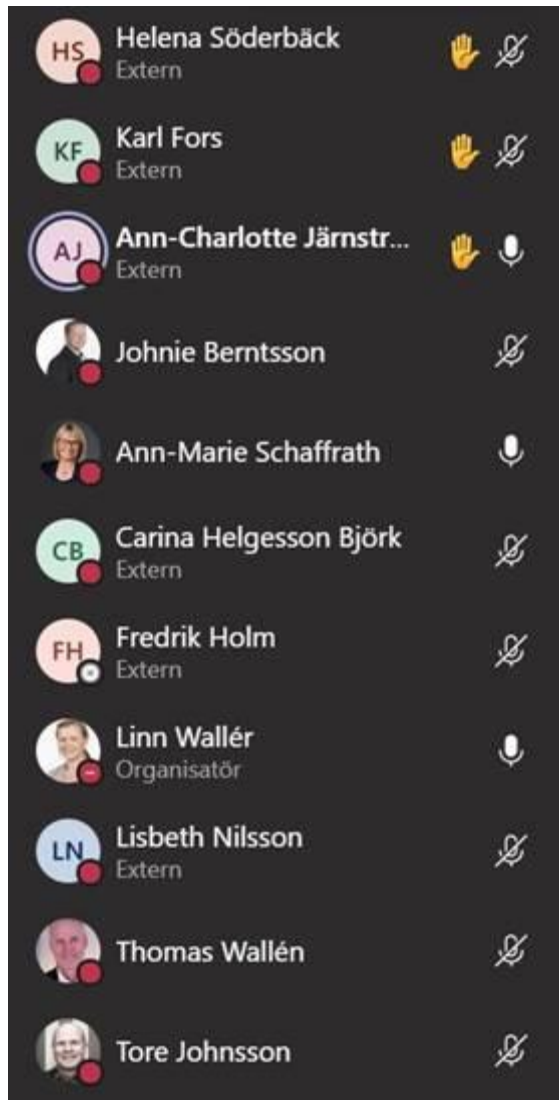 HS
Helena Söderbäck
Extern
KF
Karl Fors
Extern
AJ
Ann-Charlotte Järnstr...
Extern
Johnie Berntsson
Ann-Marie Schaffrath
CB
Carina Helgesson Björk
Extern
FH
Fredrik Holm
Extern
Linn Wallér
Organisatör
LN
Lisbeth Nilsson
Extern
Thomas Wallén
Tore Johnsson